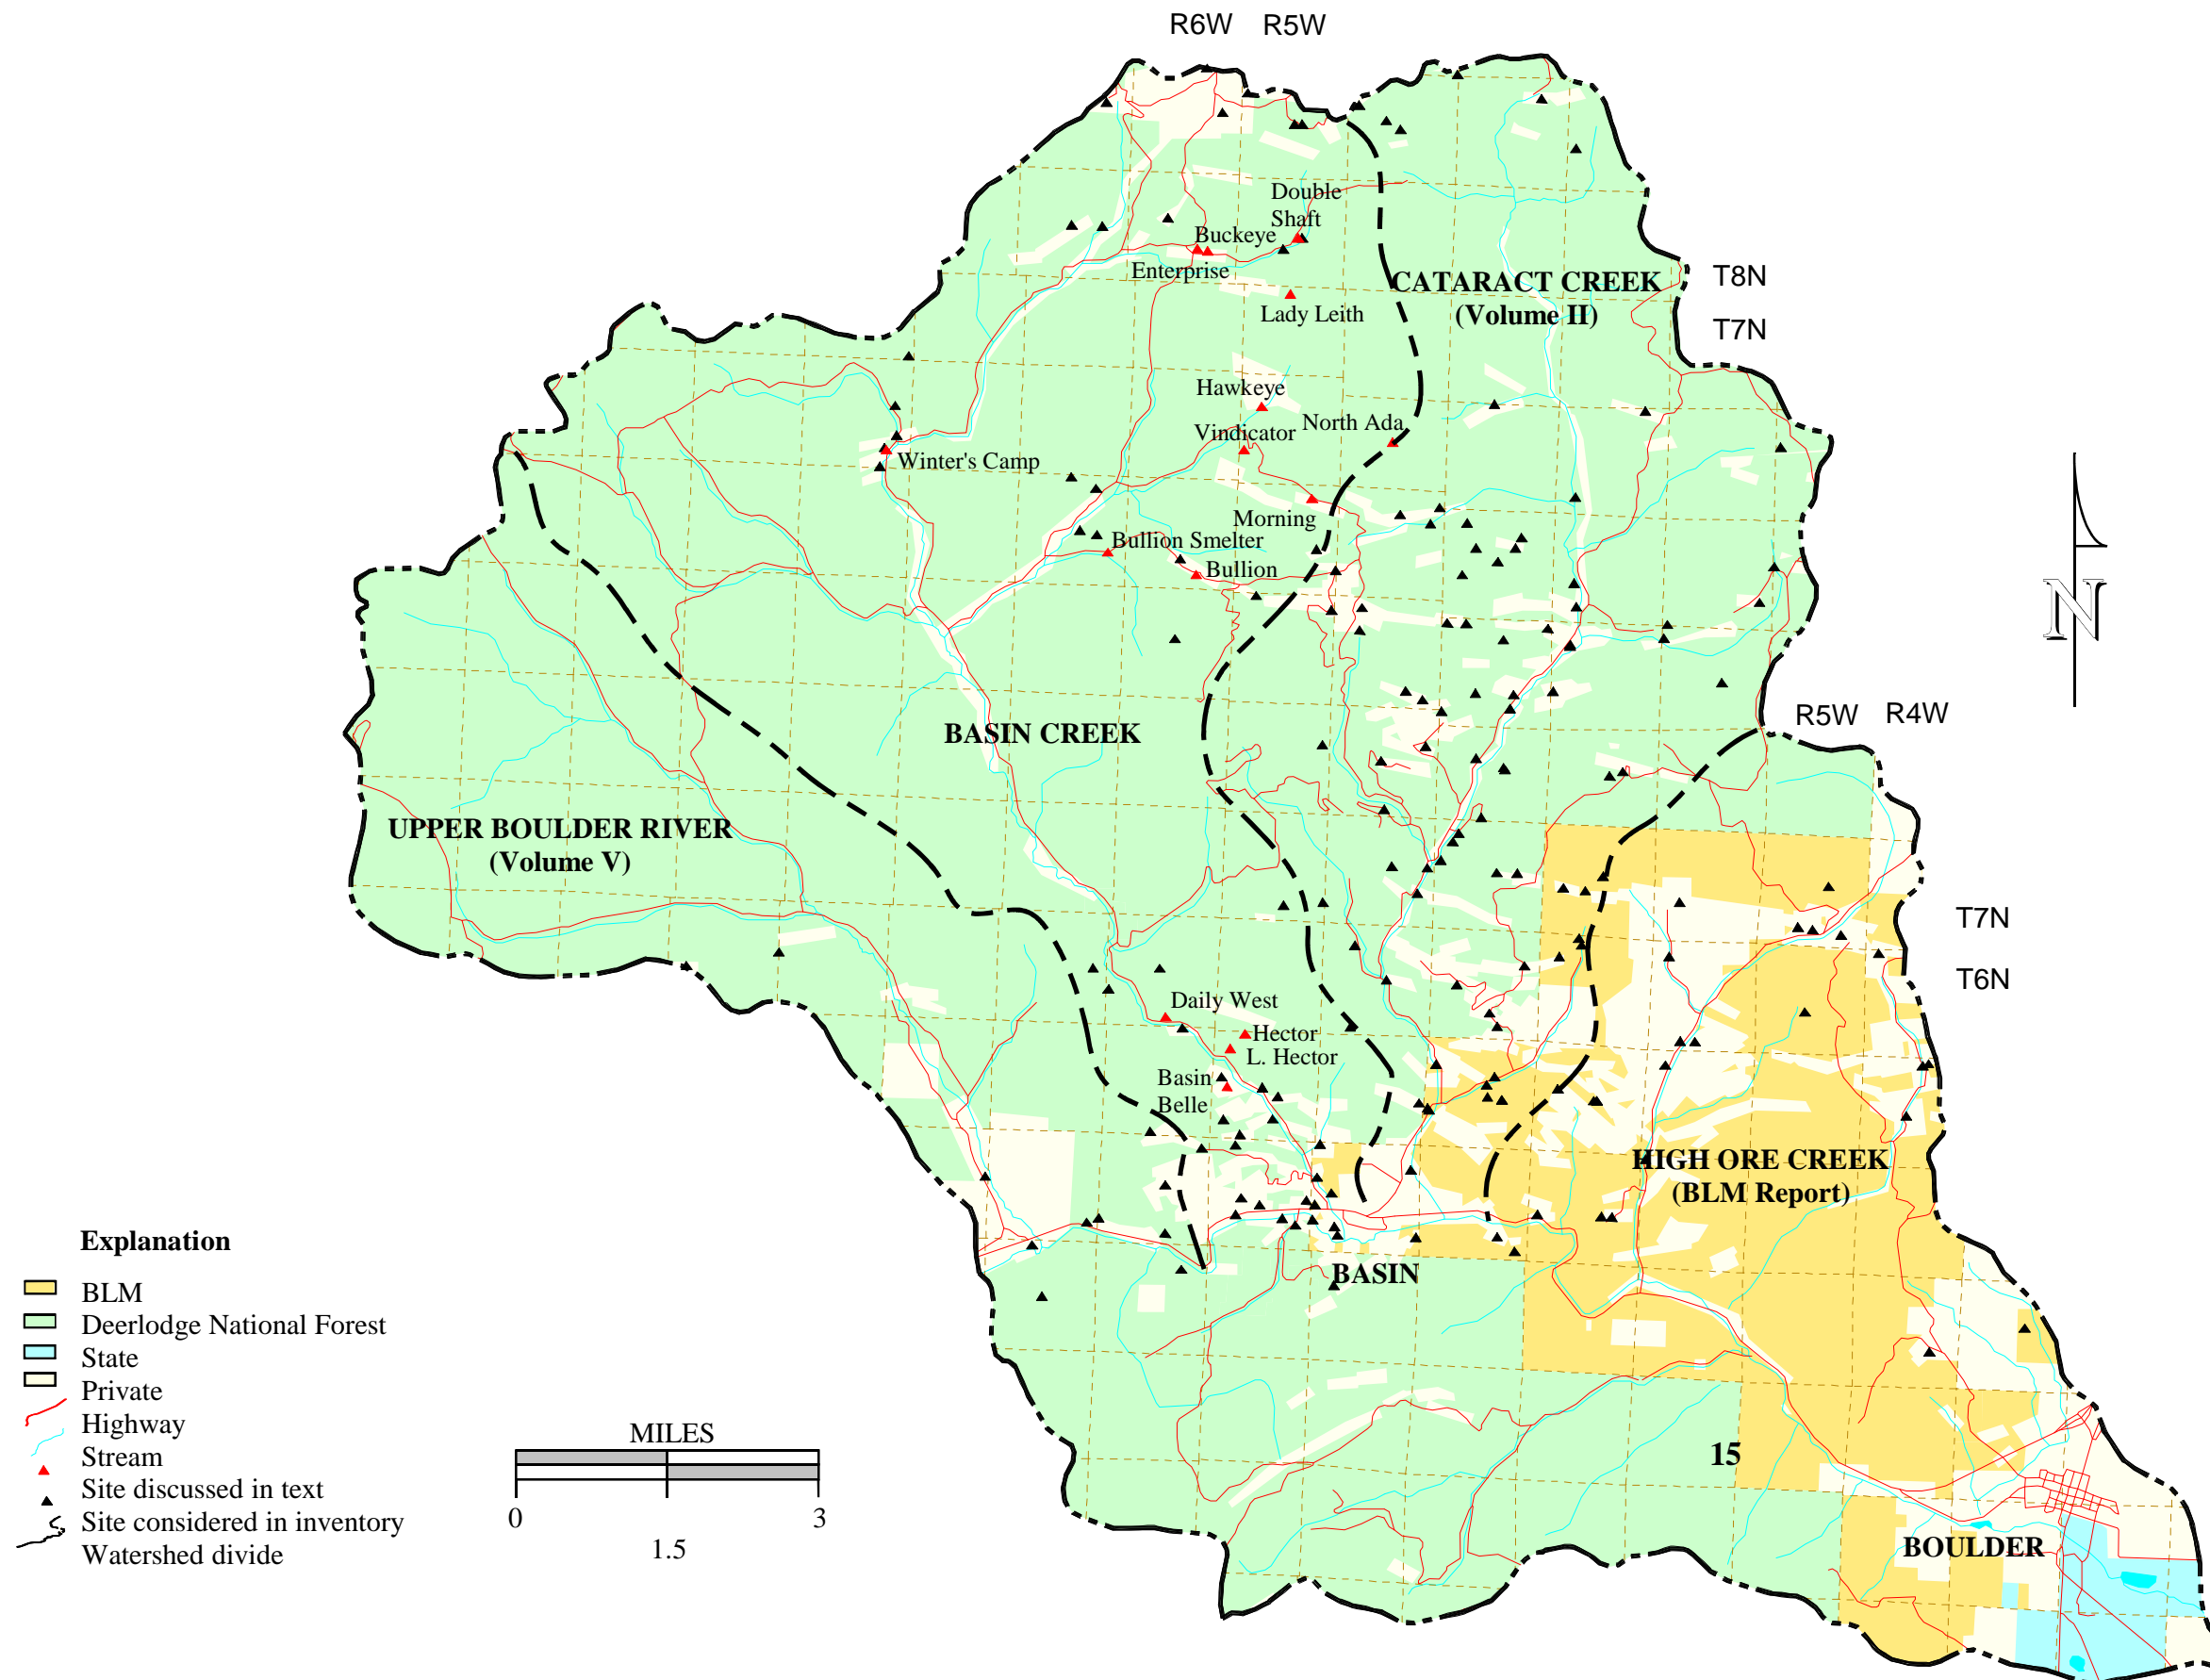 R6W R5W
Double
Shaft
Buckeye
Enterprise
CATARACT CREEK
(Volume II)
T8N
Lady Leith
T7N
Hawkeye
North Ada
Vindicator
Winter's Camp
Morning
Bullion Smelter
Bullion
N
R5W R4W
BASIN CREEK
UPPER BOULDER RIVER
(Volume V)
T7N
T6N
Daily West
Hector
L. Hector
Basin
Belle
HIGH ORE CREEK
(BLM Report)
BASIN
Explanation
BLM
Deerlodge National Forest
State
Private
Highway
Stream
Site discussed in text
Site considered in inventory
Watershed divide
MILES
0 3
1.5
15
BOULDER